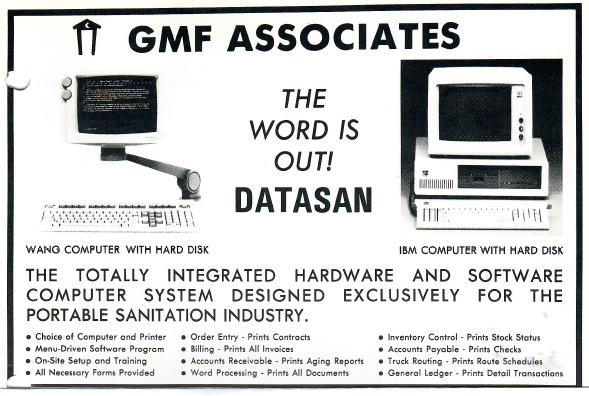 GMF ASSOCIATES
THE
WORD IS
OUT!
DATASAN
WANG COMPUTER WITH HARD DISK
IBM COMPUTER WITH HARD DISK
THE TOTALLY INTEGRATED HARDWARE AND SOFTWARE
COMPUTER SYSTEM DESIGNED EXCLUSIVELY FOR THE
PORTABLE SANITATION INDUSTRY.
• Choice of Computer and Printer
• Menu-Driven Software Program
• On-Site Setup and Training
• All Necessary Forms Provided
• Order Entry - Prints Contracts
• Billing - Prints All Invoices
• Accounts Receivable - Prints Aging Reports
• Word Processing - Prints All Documents
• Inventory Control - Prints Stock Status
• Accounts Payable - Prints Checks
• Truck Routing - Prints Route Schedules
• General Ledger - Prints Detail Transactions